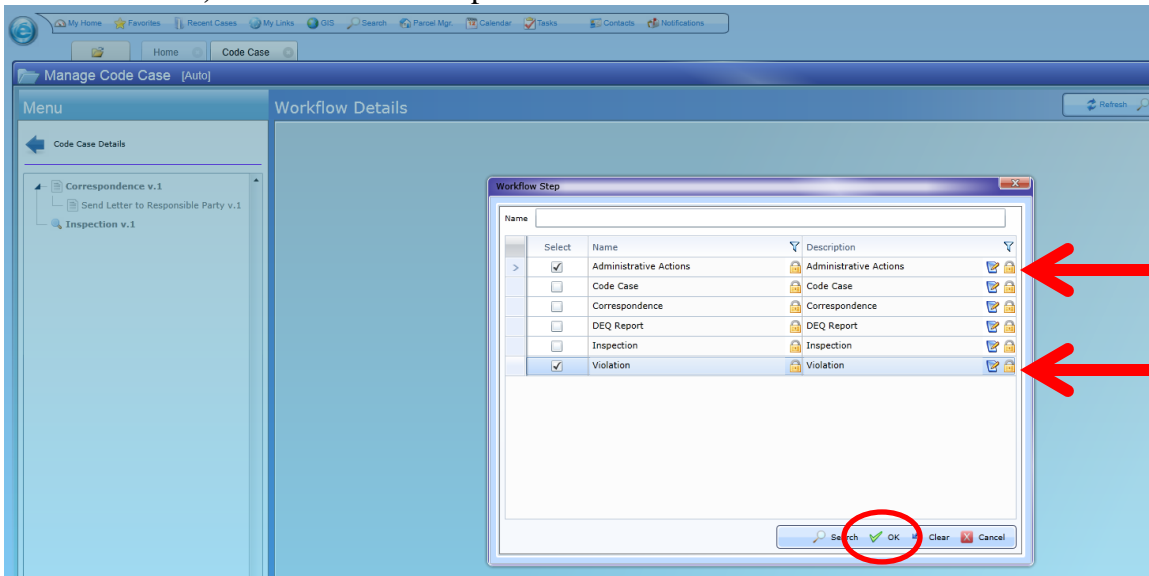 My Home Favorites Recent Cases My Links GIS Search Parcel Mgr. Calendar Tasks Contacts Notifications
Home Code Case
Manage Code Case [Auto]
Menu Workflow Details Refresh
Code Case Details
Correspondence v.1
Send Letter to Responsible Party v.1
Inspection v.1
Workflow Step
Name
Select Name Description
Administrative Actions Administrative Actions
Code Case Code Case
Correspondence Correspondence
DEQ Report DEQ Report
Inspection Inspection
Violation Violation
Search OK Clear Cancel